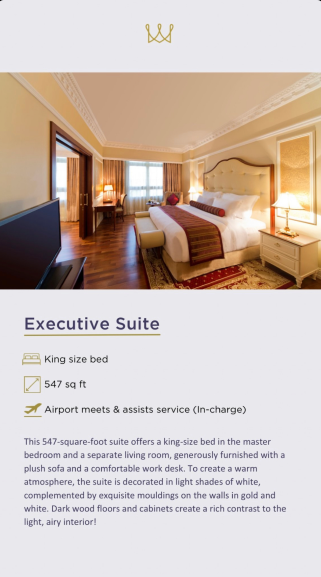 Executive Suite
King size bed
547 sq ft
Airport meets & assists service (In-charge)
This 547-square-foot suite offers a king-size bed in the master
bedroom and a separate living room, generously furnished with a
plush sofa and a comfortable work desk. To create a warm
atmosphere, the suite is decorated in light shades of white,
complemented by exquisite mouldings on the walls in gold and
white. Dark wood floors and cabinets create a rich contrast to the
light, airy interior!